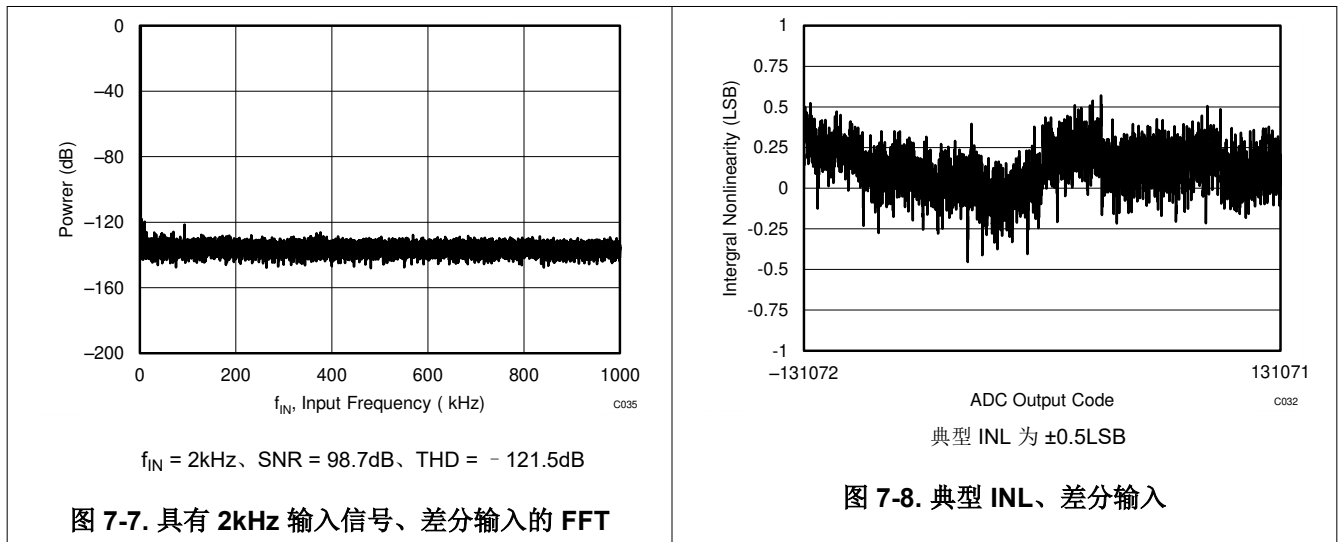 0
–40
–80
–120
–160
–200
Powrer (dB)
0
200
400
600
800
1000
fIN, Input Frequency ( kHz)
C035
fIN = 2kHz、SNR = 98.7dB、THD = –121.5dB
图 7-7. 具有 2kHz 输入信号、差分输入的 FFT
1
0.75
0.5
0.25
0
-0.25
-0.5
-0.75
-1
Intergral Nonlinearity (LSB)
–131072
131071
ADC Output Code
C032
典型 INL 为 ±0.5LSB
图 7-8. 典型 INL、差分输入